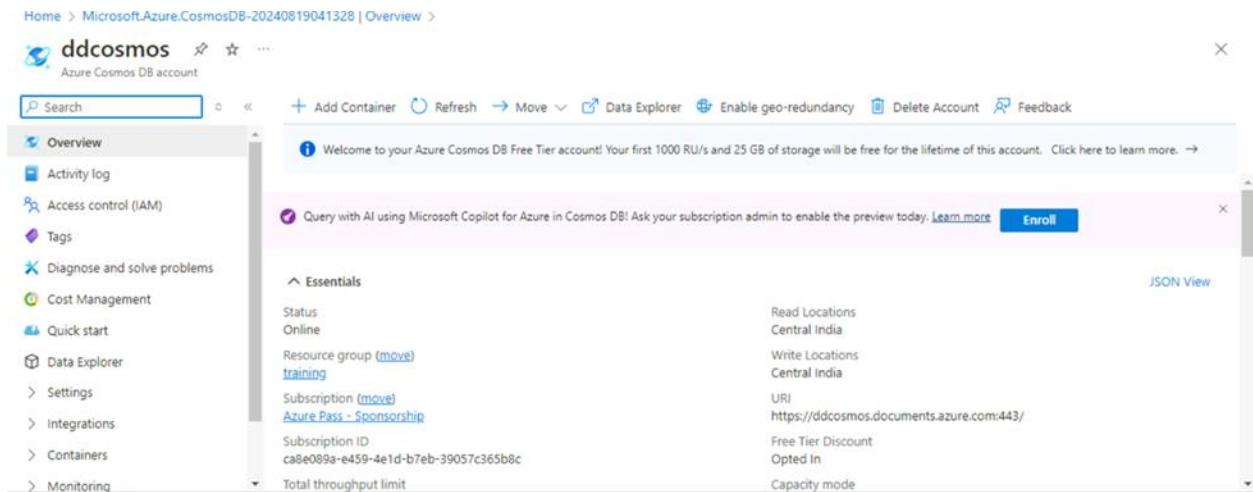 Home > Microsoft.Azure.CosmosDB-20240819041328 | Overview >
ddcosmos
Azure Cosmos DB account
Search
+ Add Container Refresh Move Data Explorer Enable geo-redundancy Delete Account Feedback
Overview
Activity log
Access control (IAM)
Tags
Diagnose and solve problems
Cost Management
Quick start
Data Explorer
> Settings
> Integrations
> Containers
> Monitoring
Welcome to your Azure Cosmos DB Free Tier account! Your first 1000 RU/s and 25 GB of storage will be free for the lifetime of this account. Click here to learn more. →
Query with AI using Microsoft Copilot for Azure in Cosmos DB! Ask your subscription admin to enable the preview today. Learn more Enroll
Essentials JSON View
Status
Online
Resource group (move)
training
Subscription (move)
Azure Pass - Sponsorship
Subscription ID
ca8e089a-e459-4e1d-b7eb-39057c365b8c
Total throughput limit
Read Locations
Central India
Write Locations
Central India
URI
https://ddcosmos.documents.azure.com:443/
Free Tier Discount
Opted In
Capacity mode